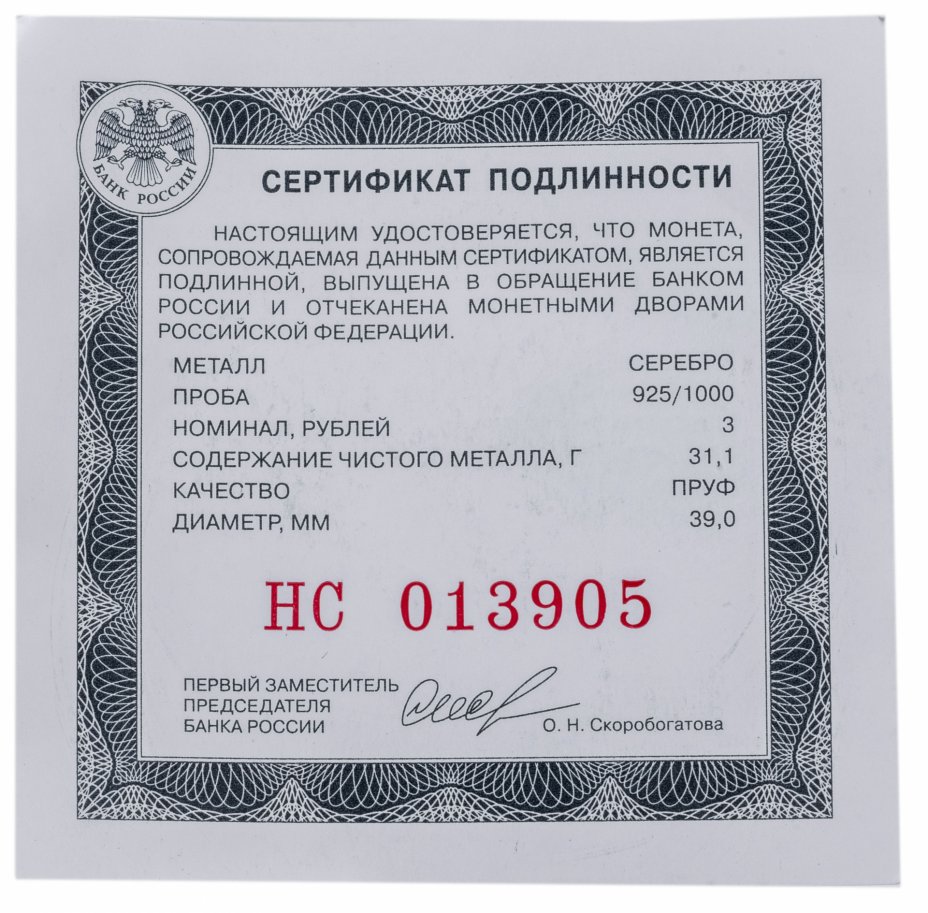 БАНК РОССИИ
СЕРТИФИКАТ ПОДЛИННОСТИ
НАСТОЯЩИМ УДОСТОВЕРЯЕТСЯ, ЧТО МОНЕТА,
СОПРОВОЖДАЕМАЯ ДАННЫМ СЕРТИФИКАТОМ, ЯВЛЯЕТСЯ
ПОДЛИННОЙ, ВЫПУЩЕНА В ОБРАЩЕНИЕ БАНКОМ
РОССИИ И ОТЧЕКАНЕНА МОНЕТНЫМИ ДВОРАМИ
РОССИЙСКОЙ ФЕДЕРАЦИИ.
МЕТАЛЛ СЕРЕБРО
ПРОБА 925/1000
НОМИНАЛ, РУБЛЕЙ 3
СОДЕРЖАНИЕ ЧИСТОГО МЕТАЛЛА, Г 31,1
КАЧЕСТВО ПРУФ
ДИАМЕТР, ММ 39,0
НС 013905
ПЕРВЫЙ ЗАМЕСТИТЕЛЬ
ПРЕДСЕДАТЕЛЯ
БАНКА РОССИИ О. Н. Скоробогатова